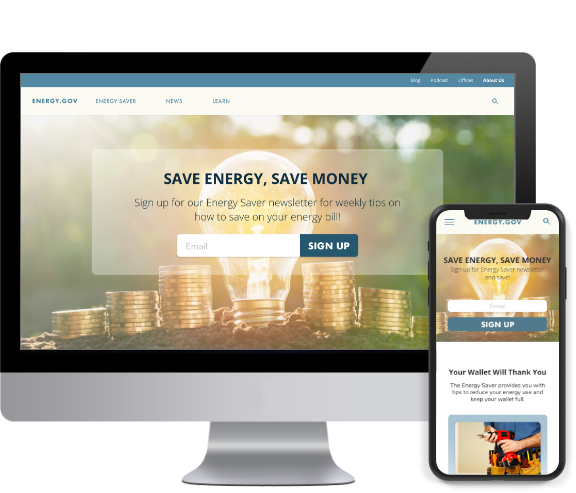 Blog Podcast Offices About Us
ENERGY.GOV ENERGY SAVER NEWS LEARN
SAVE ENERGY, SAVE MONEY
Sign up for our Energy Saver newsletter for weekly tips on
how to save on your energy bill!
Email SIGN UP
ENERGY.GOV
SAVE ENERGY, SAVE MONEY
Sign up for Energy Saver newsletter
and save!
Email
SIGN UP
Your Wallet Will Thank You
The Energy Saver provides you with
tips to reduce your energy use and
keep your wallet full.